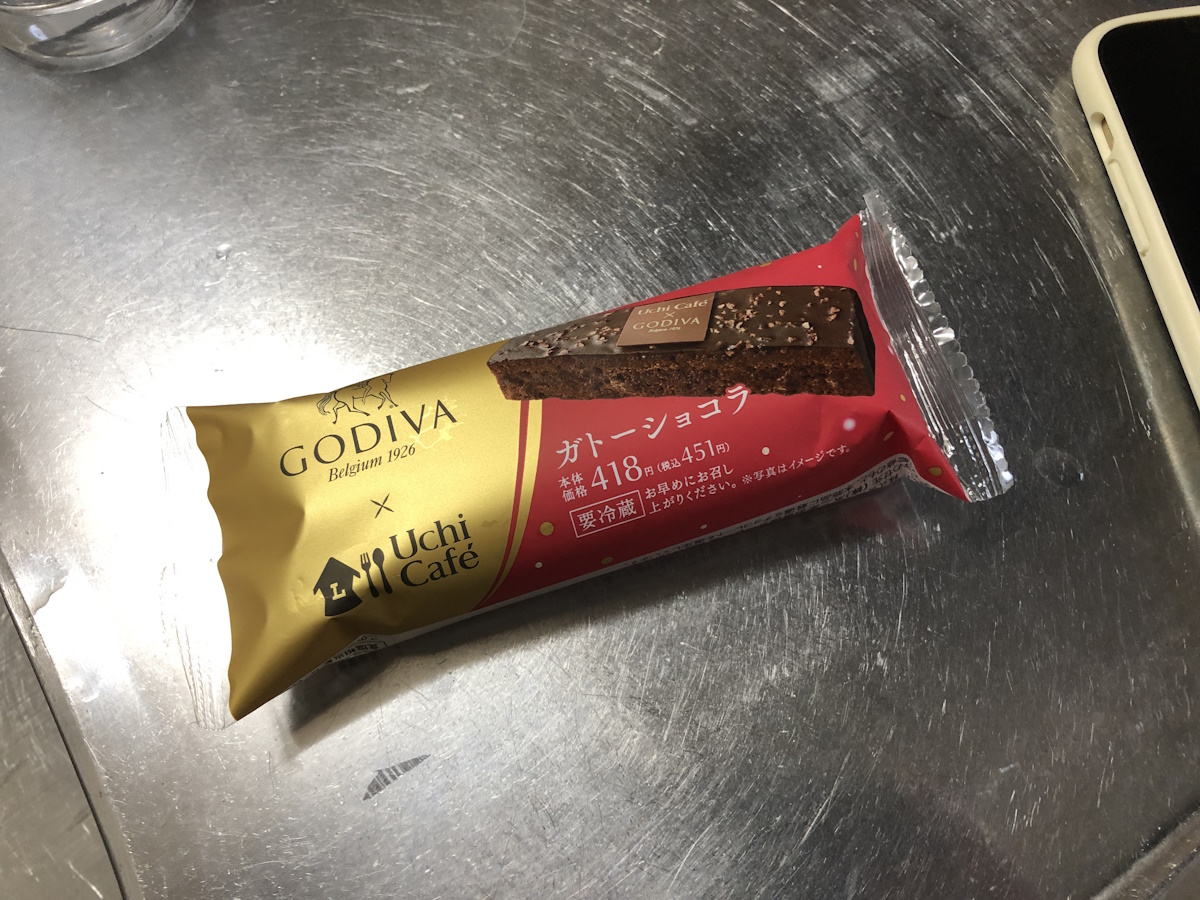 GODIVA
Belgium 1926
×
L
Uchi
Café
Uchi Café
×
GODIVA
Belgium 1926
ガトーショコラ
本体価格 418円 (税込451円)
要冷蔵
お早めにお召し
上がりください。※写真はイメージです。